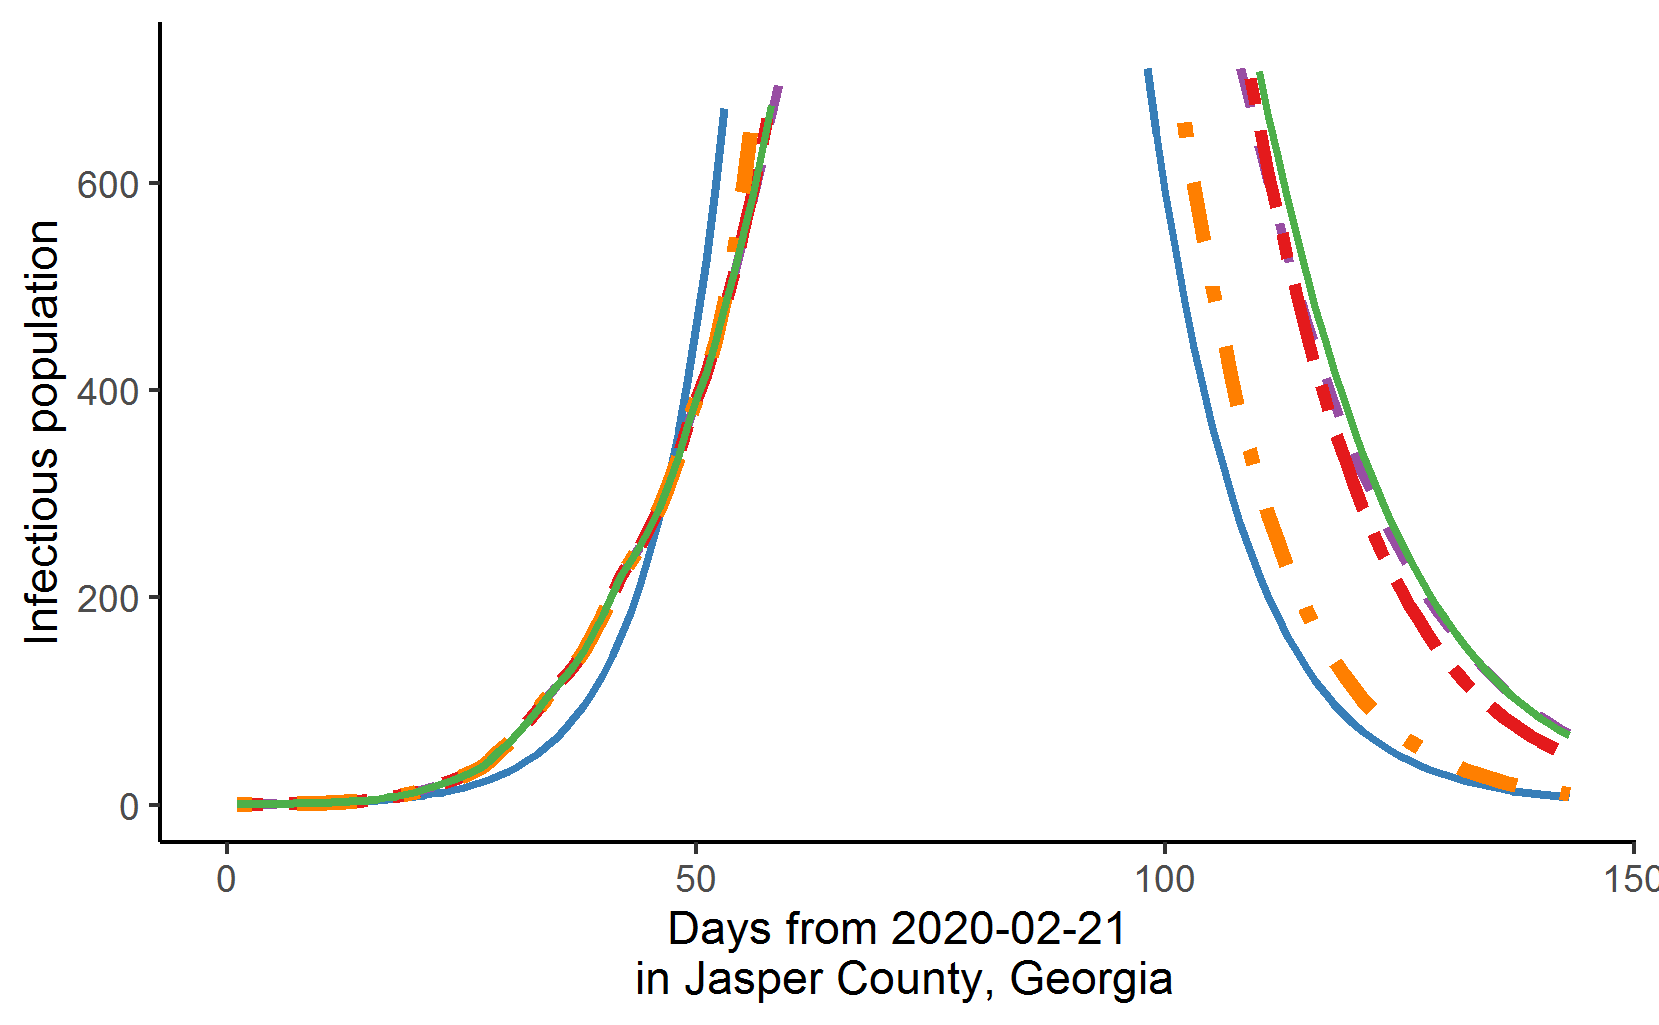 Infectious population
600
400
200
0
0 50 100 150
Days from 2020-02-21
in Jasper County, Georgia